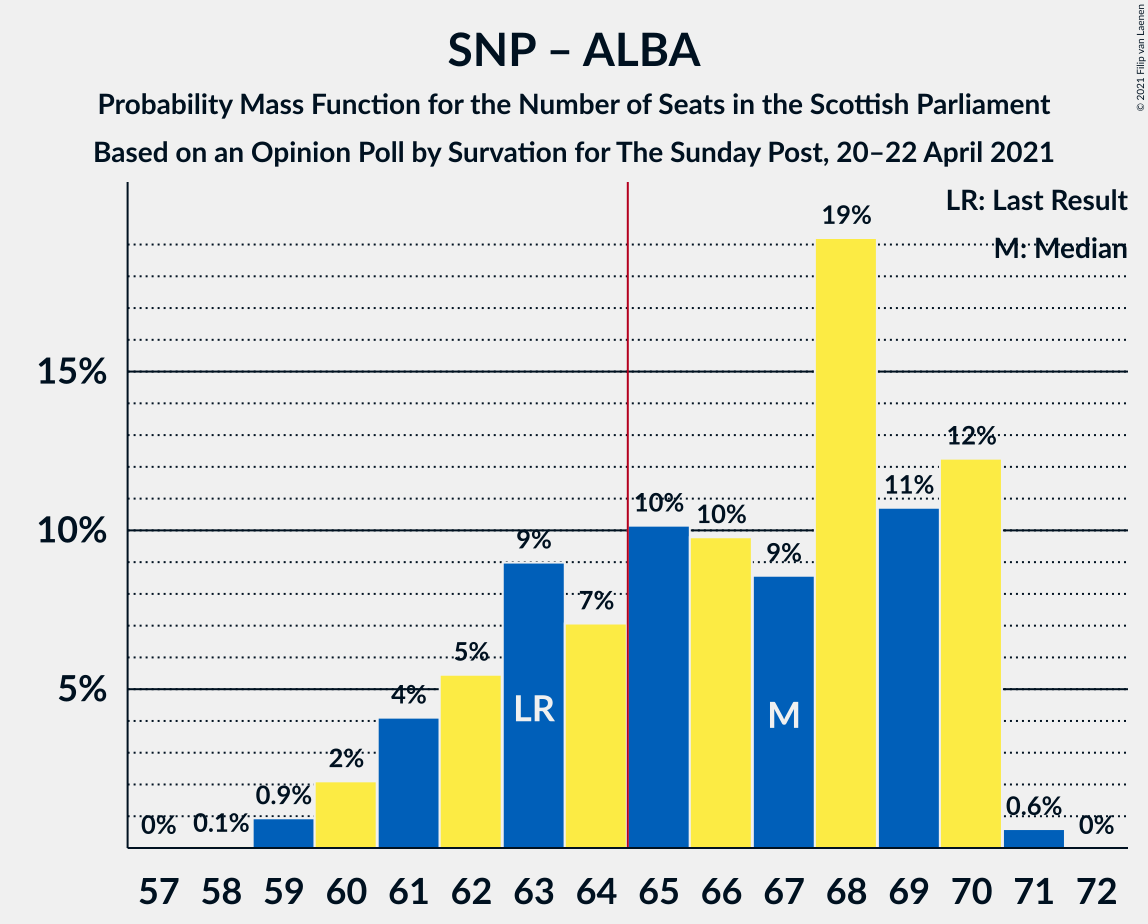 SNP – ALBA
Probability Mass Function for the Number of Seats in the Scottish Parliament
Based on an Opinion Poll by Survation for The Sunday Post, 20–22 April 2021
© 2021 Filip van Laenen
LR: Last Result
M: Median
15%
10%
5%
0%
0.1%
0.9%
2%
4%
5%
9%
7%
10%
10%
9%
19%
11%
12%
0.6%
0%
LR
M
57 58 59 60 61 62 63 64 65 66 67 68 69 70 71 72